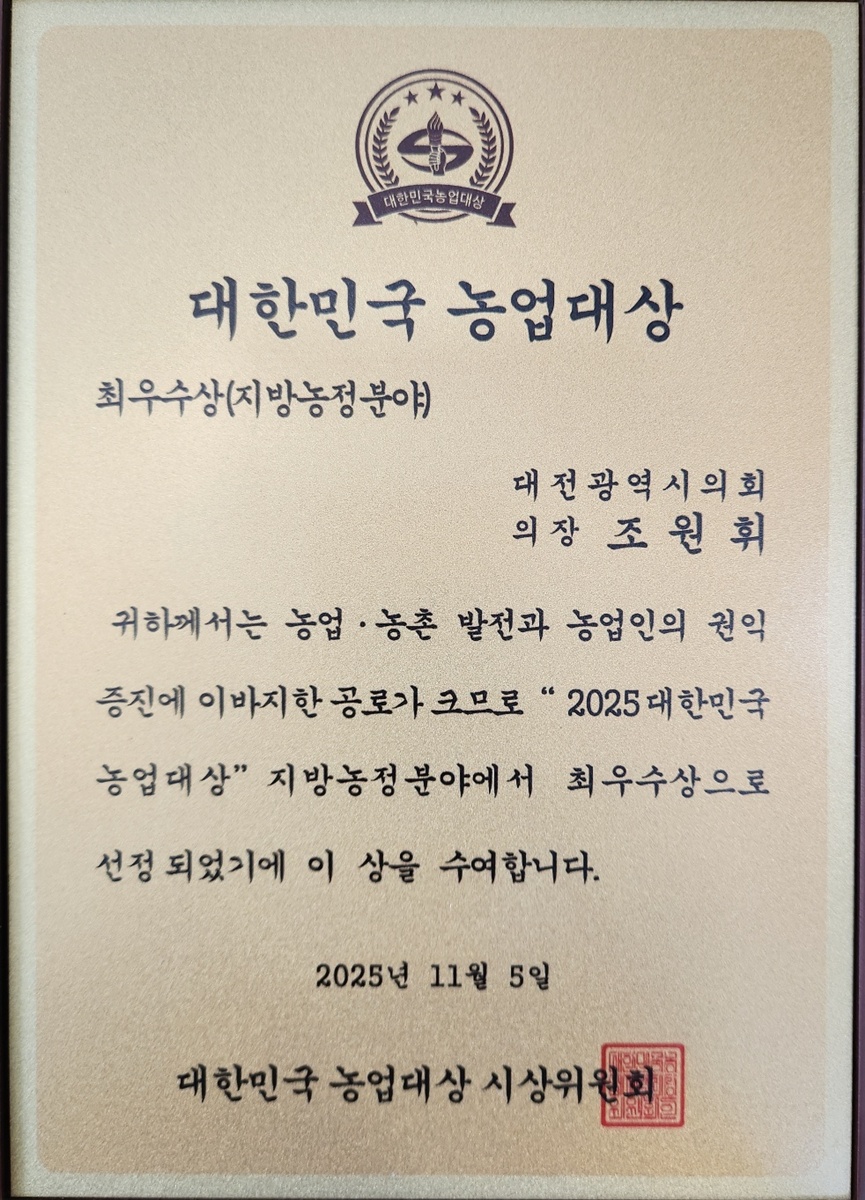 대한민국농업대상
대한민국 농업대상
최우수상(지방농정분야)
대전광역시의회
의장 조원휘
귀하께서는 농업·농촌 발전과 농업인의 권익
증진에 이바지한 공로가 크므로 “ 2025대한민국
농업대상” 지방농정분야에서 최우수상으로
선정 되었기에 이 상을 수여합니다.
2025년 11월 5일
대한민국 농업대상 시상위원회